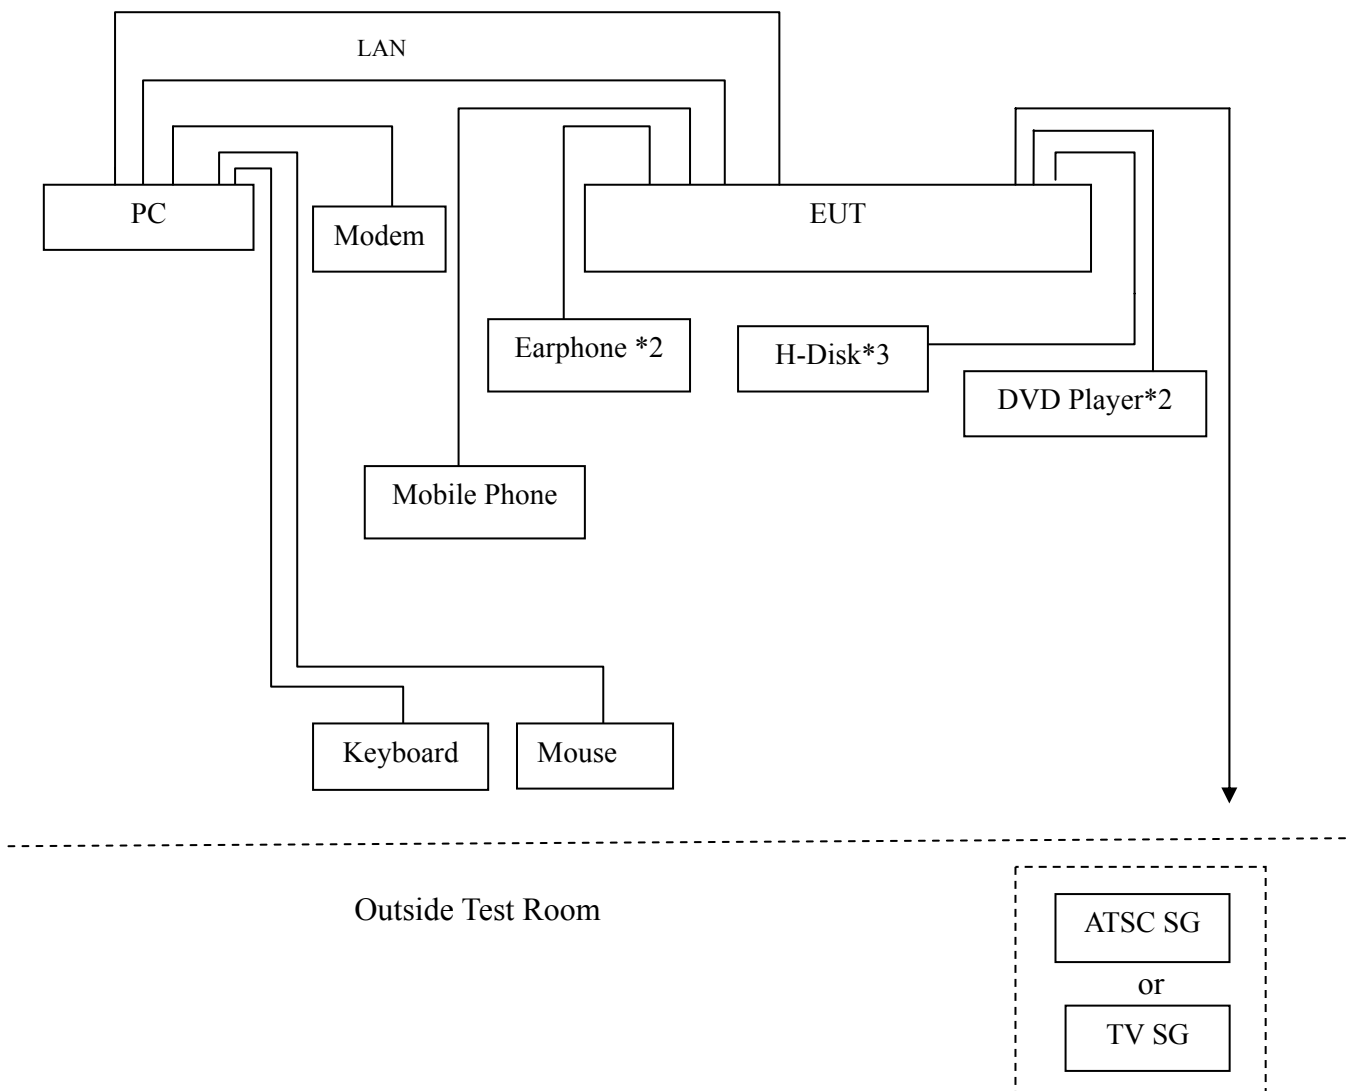 LAN
PC
EUT
Modem
Earphone *2
H-Disk*3
DVD Player*2
Mobile Phone
Keyboard
Mouse
Outside Test Room
ATSC SG
or
TV SG